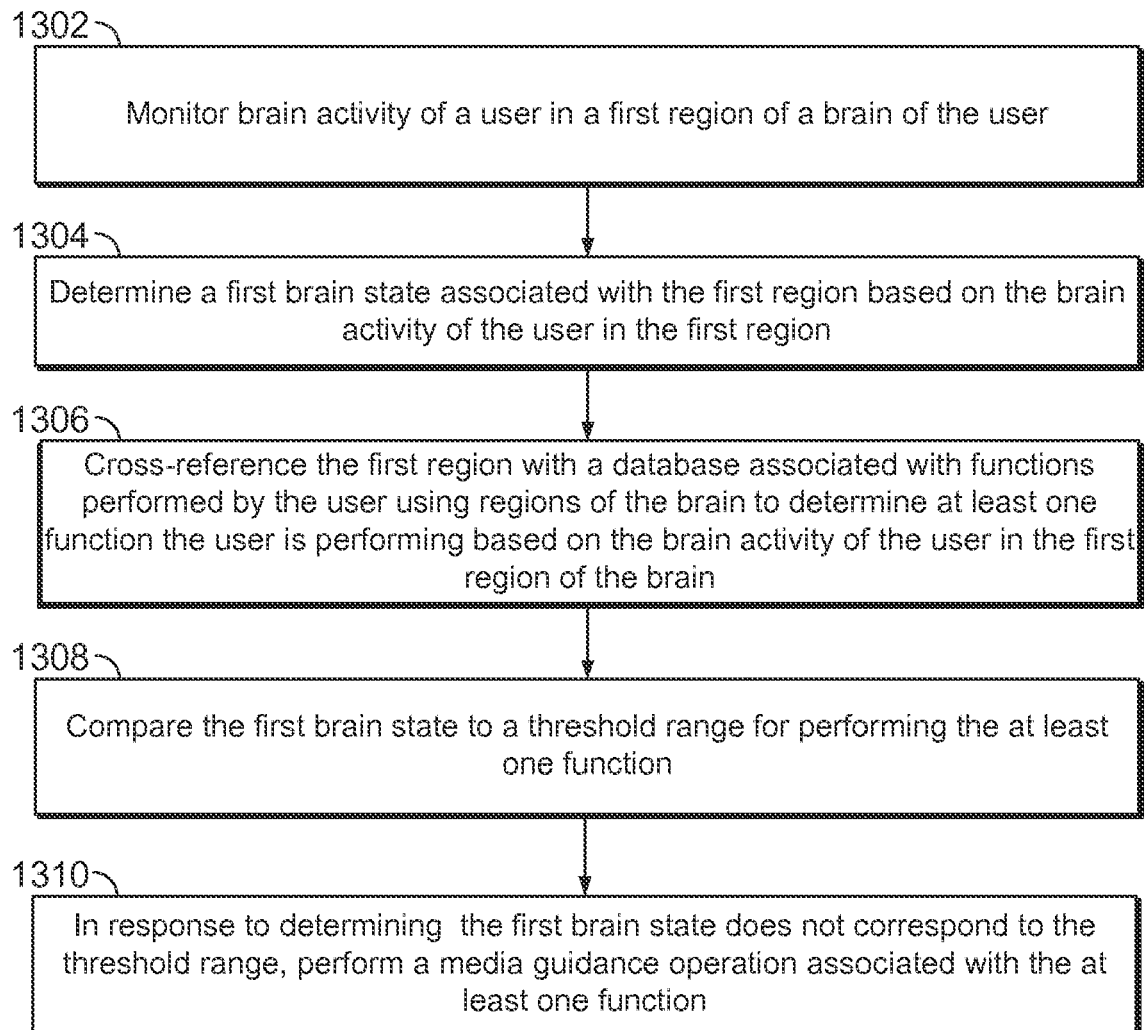 1302
Monitor brain activity of a user in a first region of a brain of the user
1304
Determine a first brain state associated with the first region based on the brain
activity of the user in the first region
1306
Cross-reference the first region with a database associated with functions
performed by the user using regions of the brain to determine at least one
function the user is performing based on the brain activity of the user in the first
region of the brain
1308
Compare the first brain state to a threshold range for performing the at least
one function
1310
In response to determining the first brain state does not correspond to the
threshold range, perform a media guidance operation associated with the at
least one function